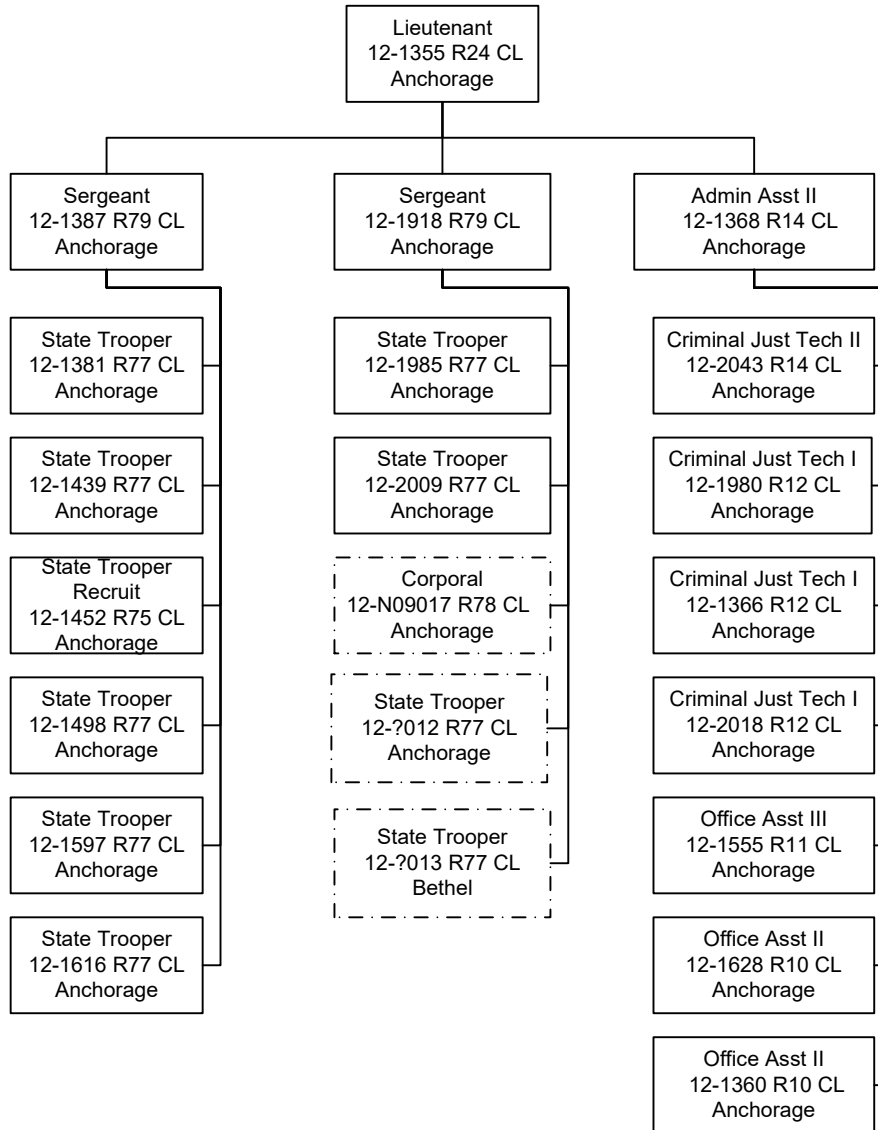 Lieutenant
12-1355 R24 CL
Anchorage
Sergeant
12-1387 R79 CL
Anchorage
State Trooper
12-1381 R77 CL
Anchorage
State Trooper
12-1439 R77 CL
Anchorage
State Trooper
Recruit
12-1452 R75 CL
Anchorage
State Trooper
12-1498 R77 CL
Anchorage
State Trooper
12-1597 R77 CL
Anchorage
State Trooper
12-1616 R77 CL
Anchorage
Sergeant
12-1918 R79 CL
Anchorage
State Trooper
12-1985 R77 CL
Anchorage
State Trooper
12-2009 R77 CL
Anchorage
Corporal
12-N09017 R78 CL
Anchorage
State Trooper
12-?012 R77 CL
Anchorage
State Trooper
12-?013 R77 CL
Bethel
Admin Asst II
12-1368 R14 CL
Anchorage
Criminal Just Tech II
12-2043 R14 CL
Anchorage
Criminal Just Tech I
12-1980 R12 CL
Anchorage
Criminal Just Tech I
12-1366 R12 CL
Anchorage
Criminal Just Tech I
12-2018 R12 CL
Anchorage
Office Asst III
12-1555 R11 CL
Anchorage
Office Asst II
12-1628 R10 CL
Anchorage
Office Asst II
12-1360 R10 CL
Anchorage